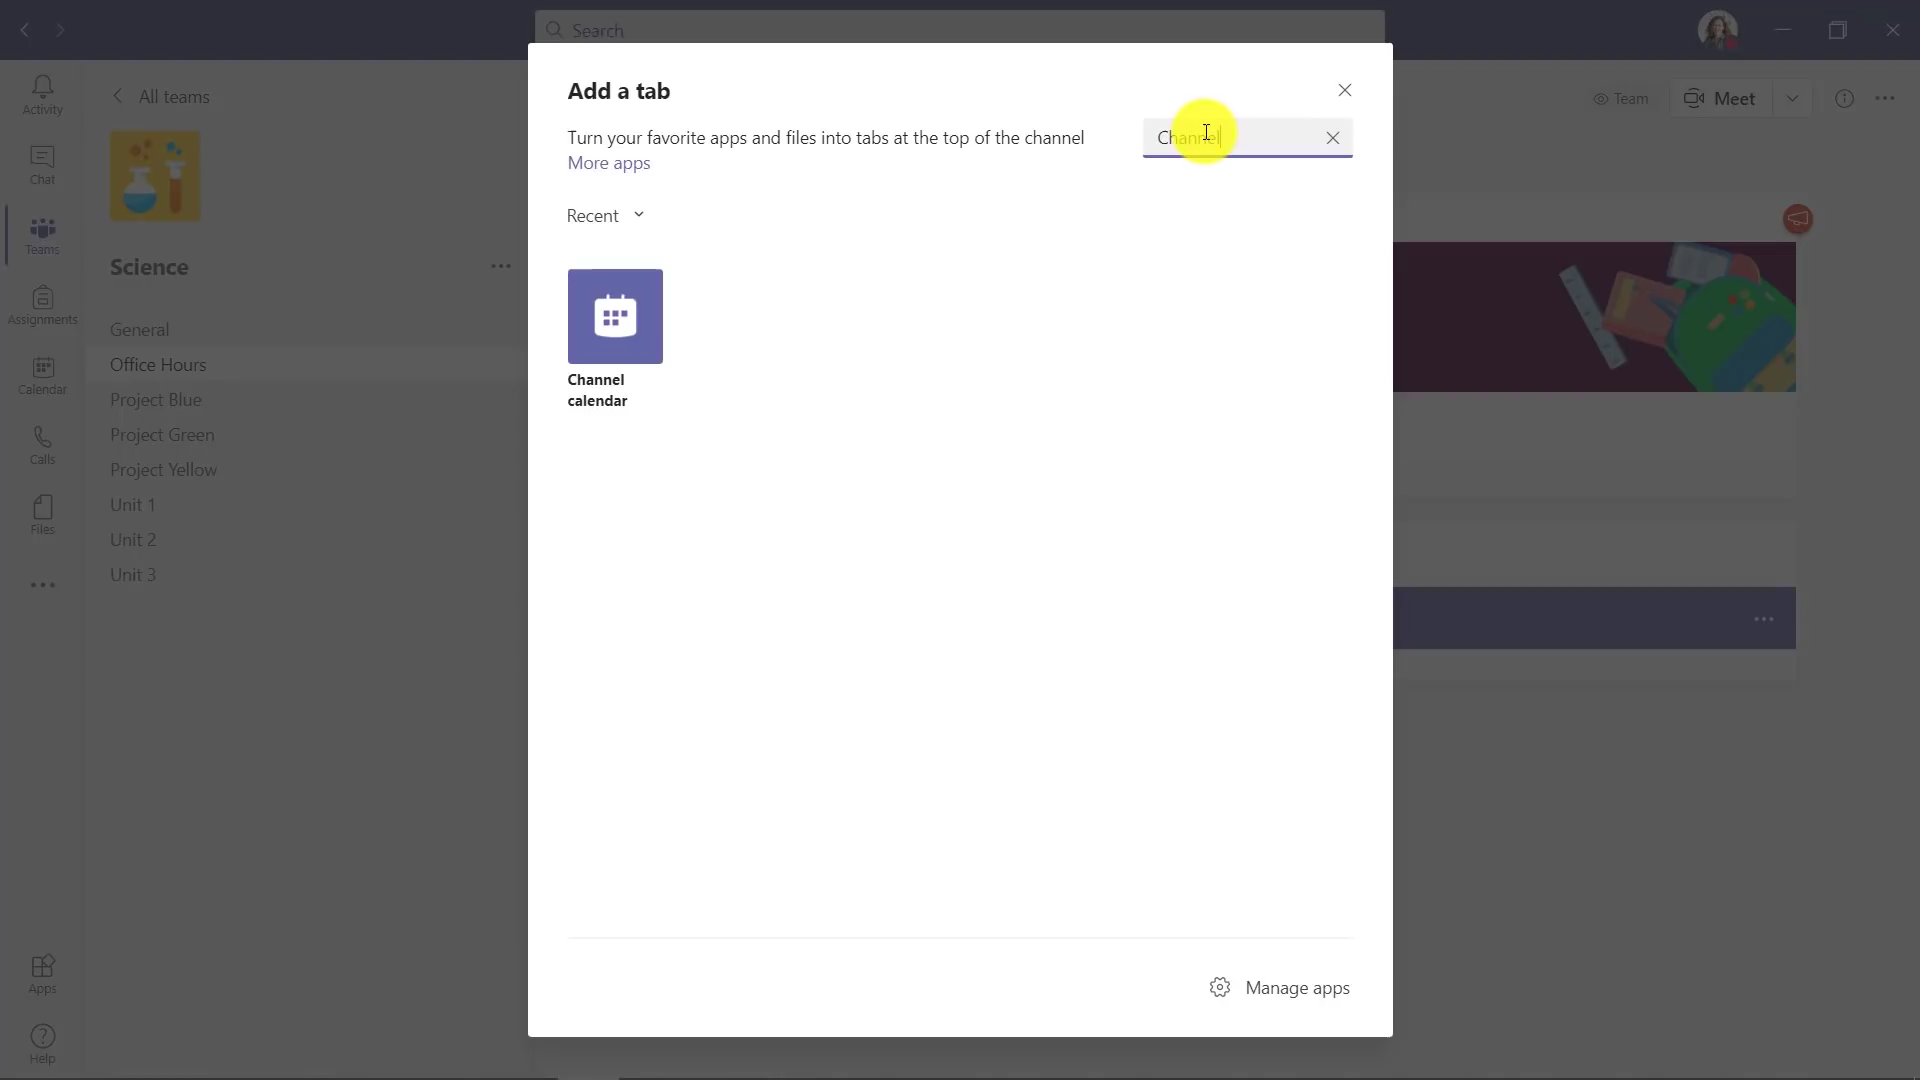 Search
Activity
Chat
Teams
Assignments
Calendar
Calls
Files
Apps
Help
All teams
Science
General
Office Hours
Project Blue
Project Green
Project Yellow
Unit 1
Unit 2
Unit 3
Add a tab
Turn your favorite apps and files into tabs at the top of the channel
More apps
Channel
Recent
Channel
calendar
Manage apps
Team
Meet